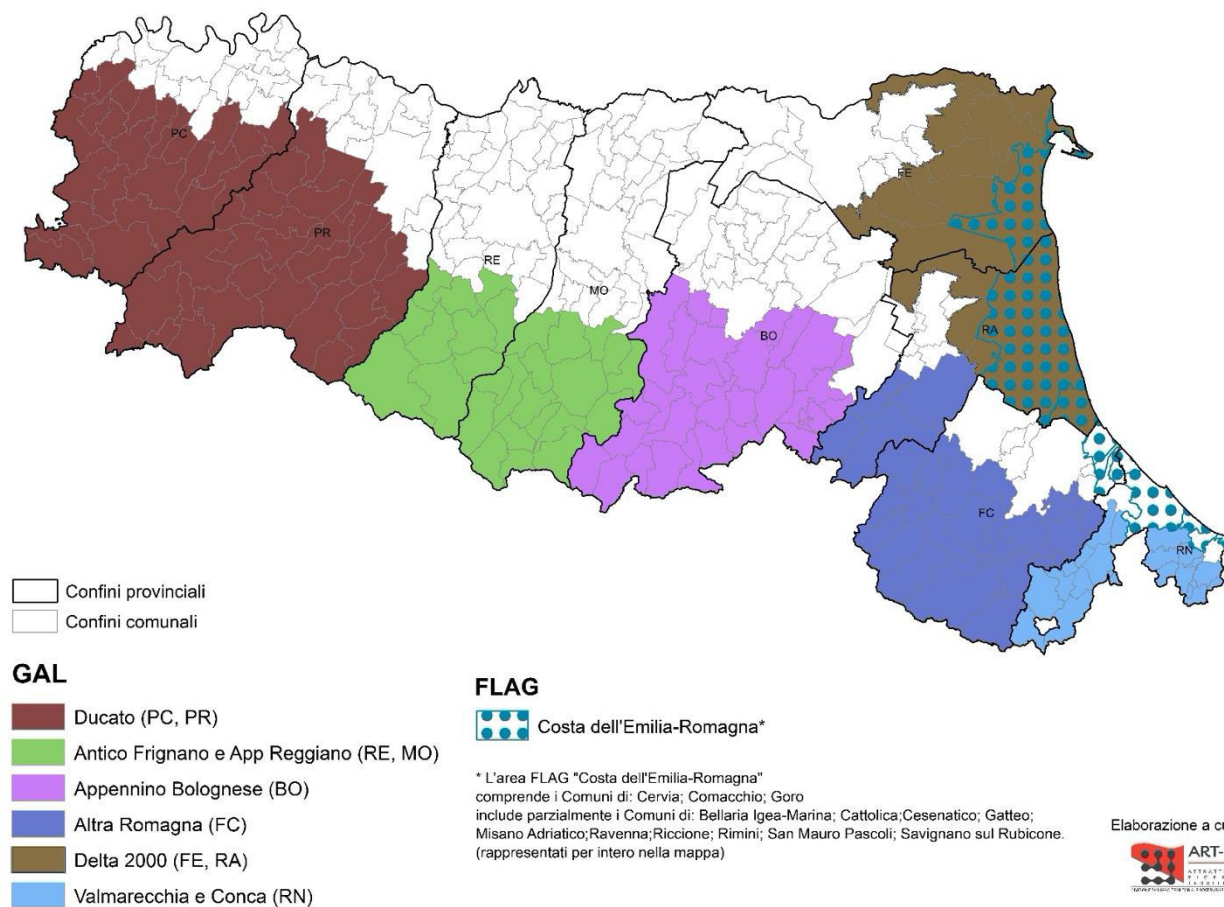 PC
PR
RE
MO
BO
FE
RA
FC
RN
Confini provinciali
Confini comunali
GAL
Ducato (PC, PR)
Antico Frignano e App Reggiano (RE, MO)
Appennino Bolognese (BO)
Altra Romagna (FC)
Delta 2000 (FE, RA)
Valmarecchia e Conca (RN)
FLAG
Costa dell'Emilia-Romagna*
* L'area FLAG "Costa dell'Emilia-Romagna"
comprende i Comuni di: Cervia; Comacchio; Goro
include parzialmente i Comuni di: Bellaria Igea-Marina; Cattolica;Cesenatico; Gatteo;
Misano Adriatico;Ravenna;Riccione; Rimini; San Mauro Pascoli; Savignano sul Rubicone.
(rappresentati per intero nella mappa)
Elaborazione a cu
ART-